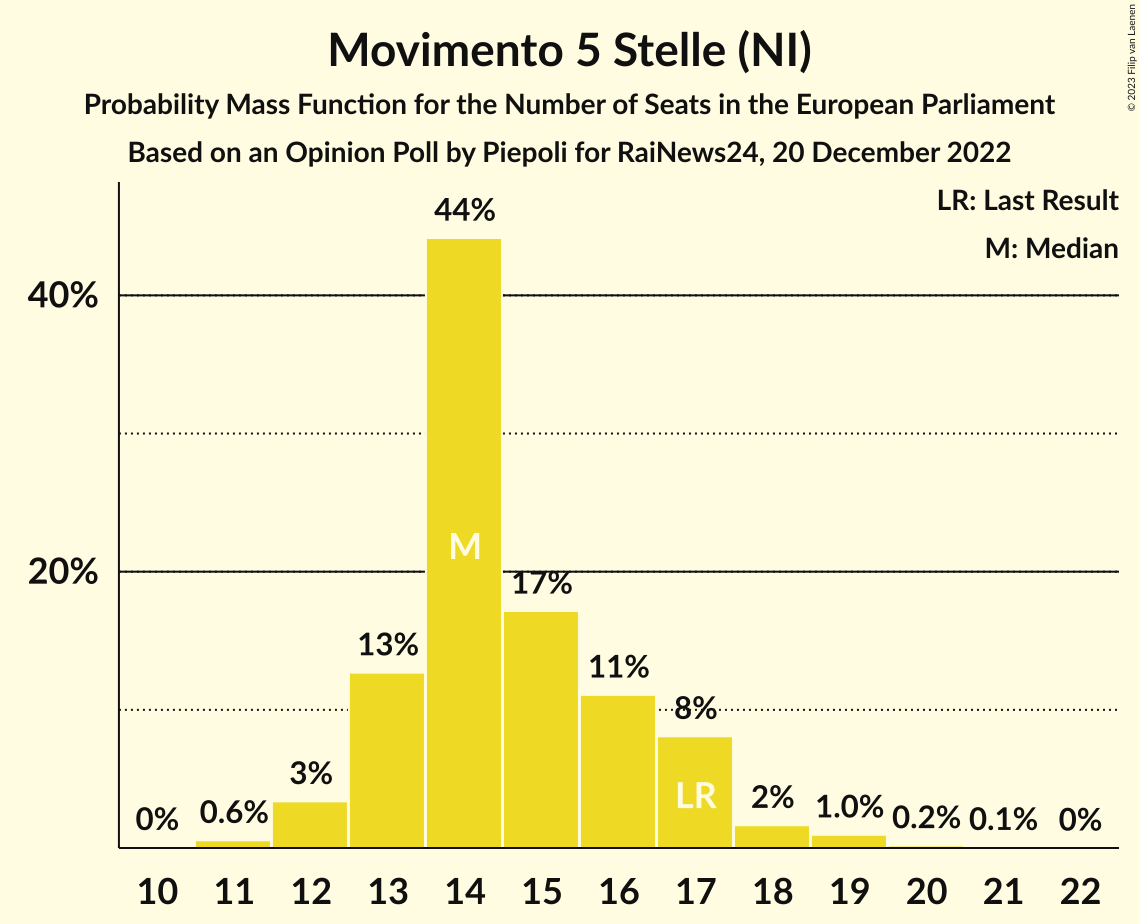 © 2023 Filip van Laenen
Movimento 5 Stelle (NI)
Probability Mass Function for the Number of Seats in the European Parliament
Based on an Opinion Poll by Piepoli for RaiNews24, 20 December 2022
LR: Last Result
M: Median
40%
20%
0%
0.6%
3%
13%
44%
17%
11%
8%
2%
1.0%
0.2%
0.1%
0%
M
LR
10 11 12 13 14 15 16 17 18 19 20 21 22